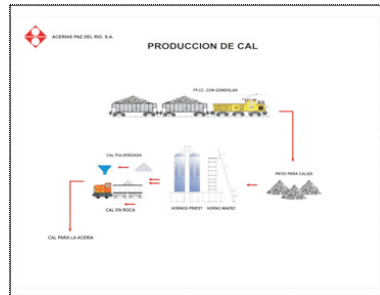 ACERIAS PAZ DEL RIO, S.A.
PRODUCCION DE CAL
FF.CC. CON GONDOLAS
CAL PULVERIZADA
PATIO PARA CALIZA
CAL EN ROCA
HORNOS PRIEST
HORNO MAERZ
CAL PARA LA ACERIA